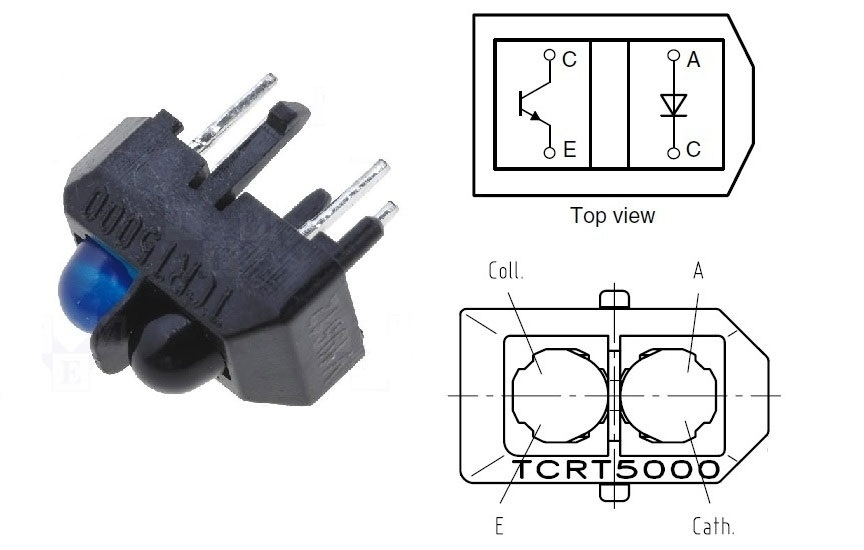 C
A
E
C
Top view
TCRT5000
Coll.
A
TCRT5000
E
Cath.